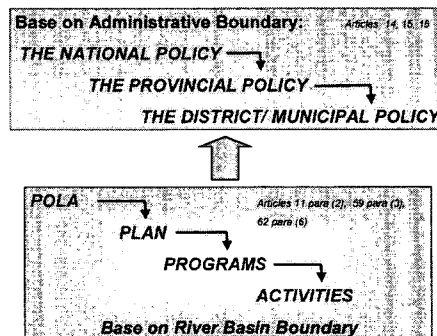 Base on Administrative Boundary: Articles 14, 15, 16
THE NATIONAL POLICY
THE PROVINCIAL POLICY
THE DISTRICT/ MUNICIPAL POLICY
POLA Articles 11 para (2), 59 para (3),
62 para (6)
PLAN
PROGRAMS
ACTIVITIES
Base on River Basin Boundary